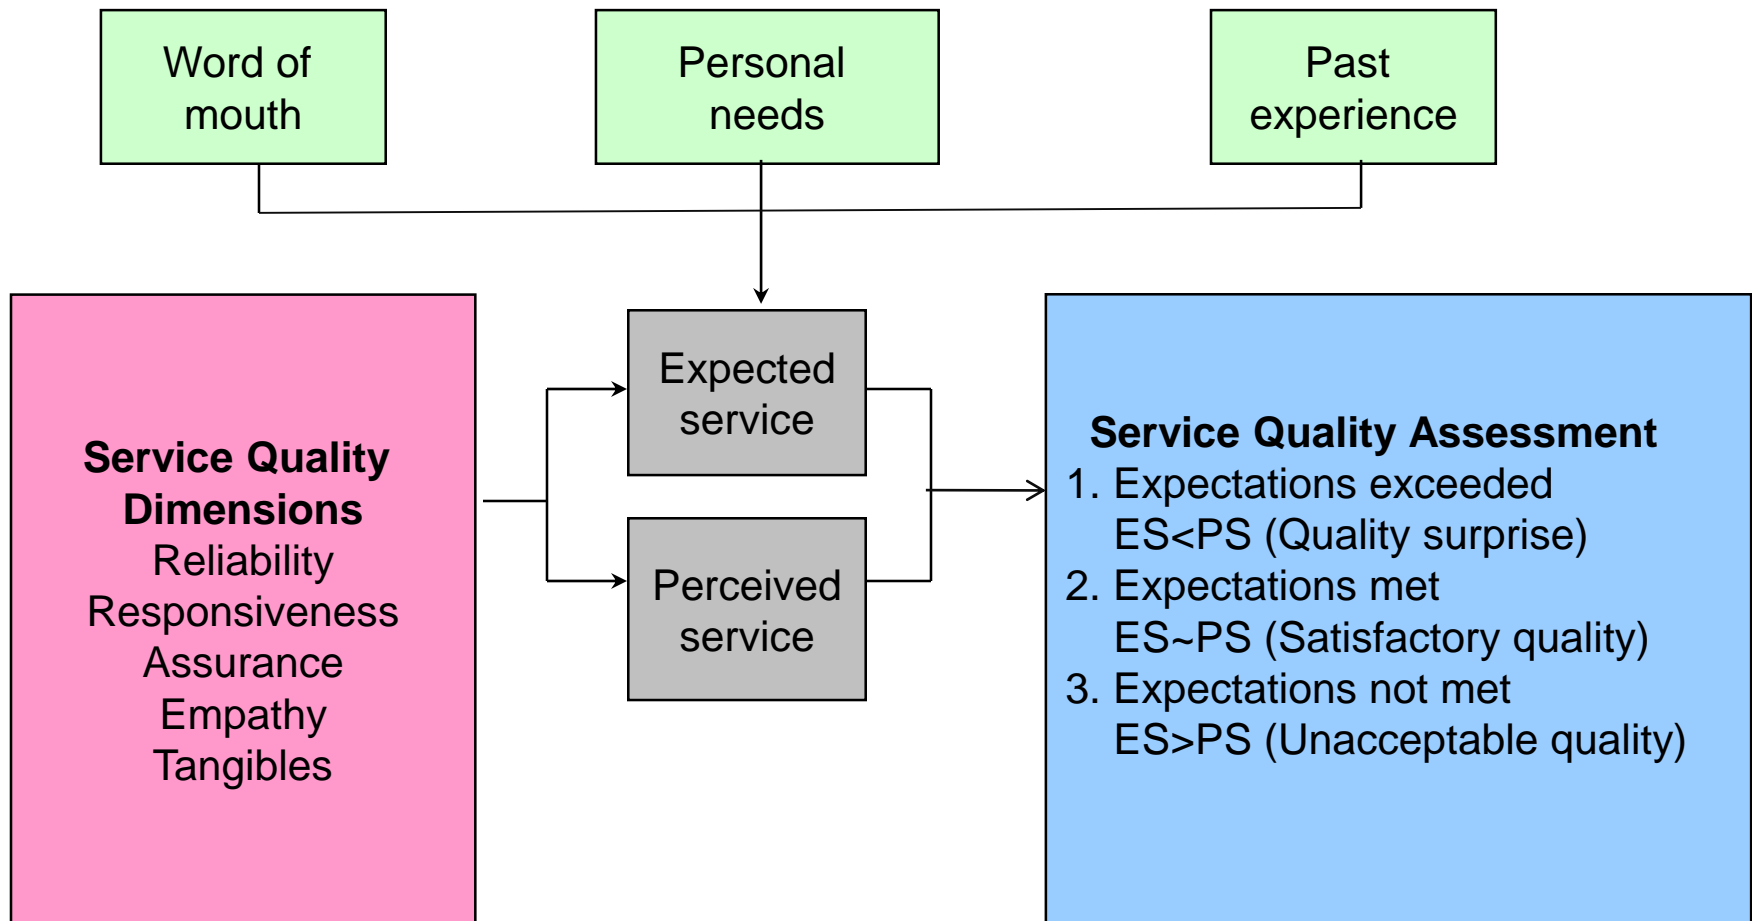 Word of
mouth
Personal
needs
Past
experience
Service Quality
Dimensions
Reliability
Responsiveness
Assurance
Empathy
Tangibles
Expected
service
Perceived
service
Service Quality Assessment
1. Expectations exceeded
ES<PS (Quality surprise)
2. Expectations met
ES~PS (Satisfactory quality)
3. Expectations not met
ES>PS (Unacceptable quality)